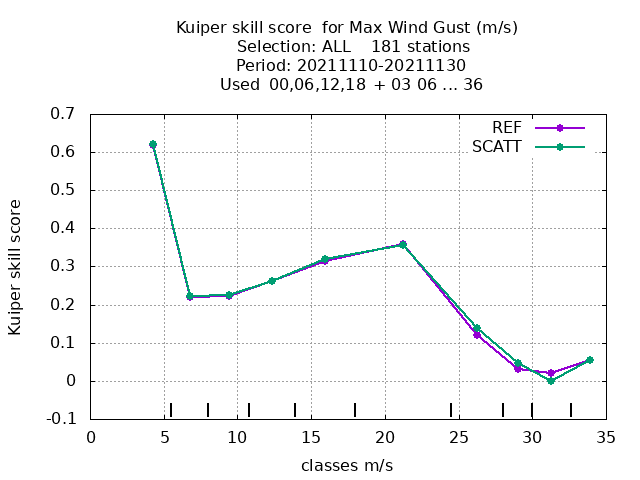 Kuiper skill score  for Max Wind Gust (m/s)
Selection: ALL    181 stations
Period: 20211110-20211130
Used  00,06,12,18  + 03 06 ... 36
REF
SCATT
0.7
0.6
0.5
0.4
0.3
0.2
0.1
0
-0.1
Kuiper skill score
0 5 10 15 20 25 30 35
classes m/s